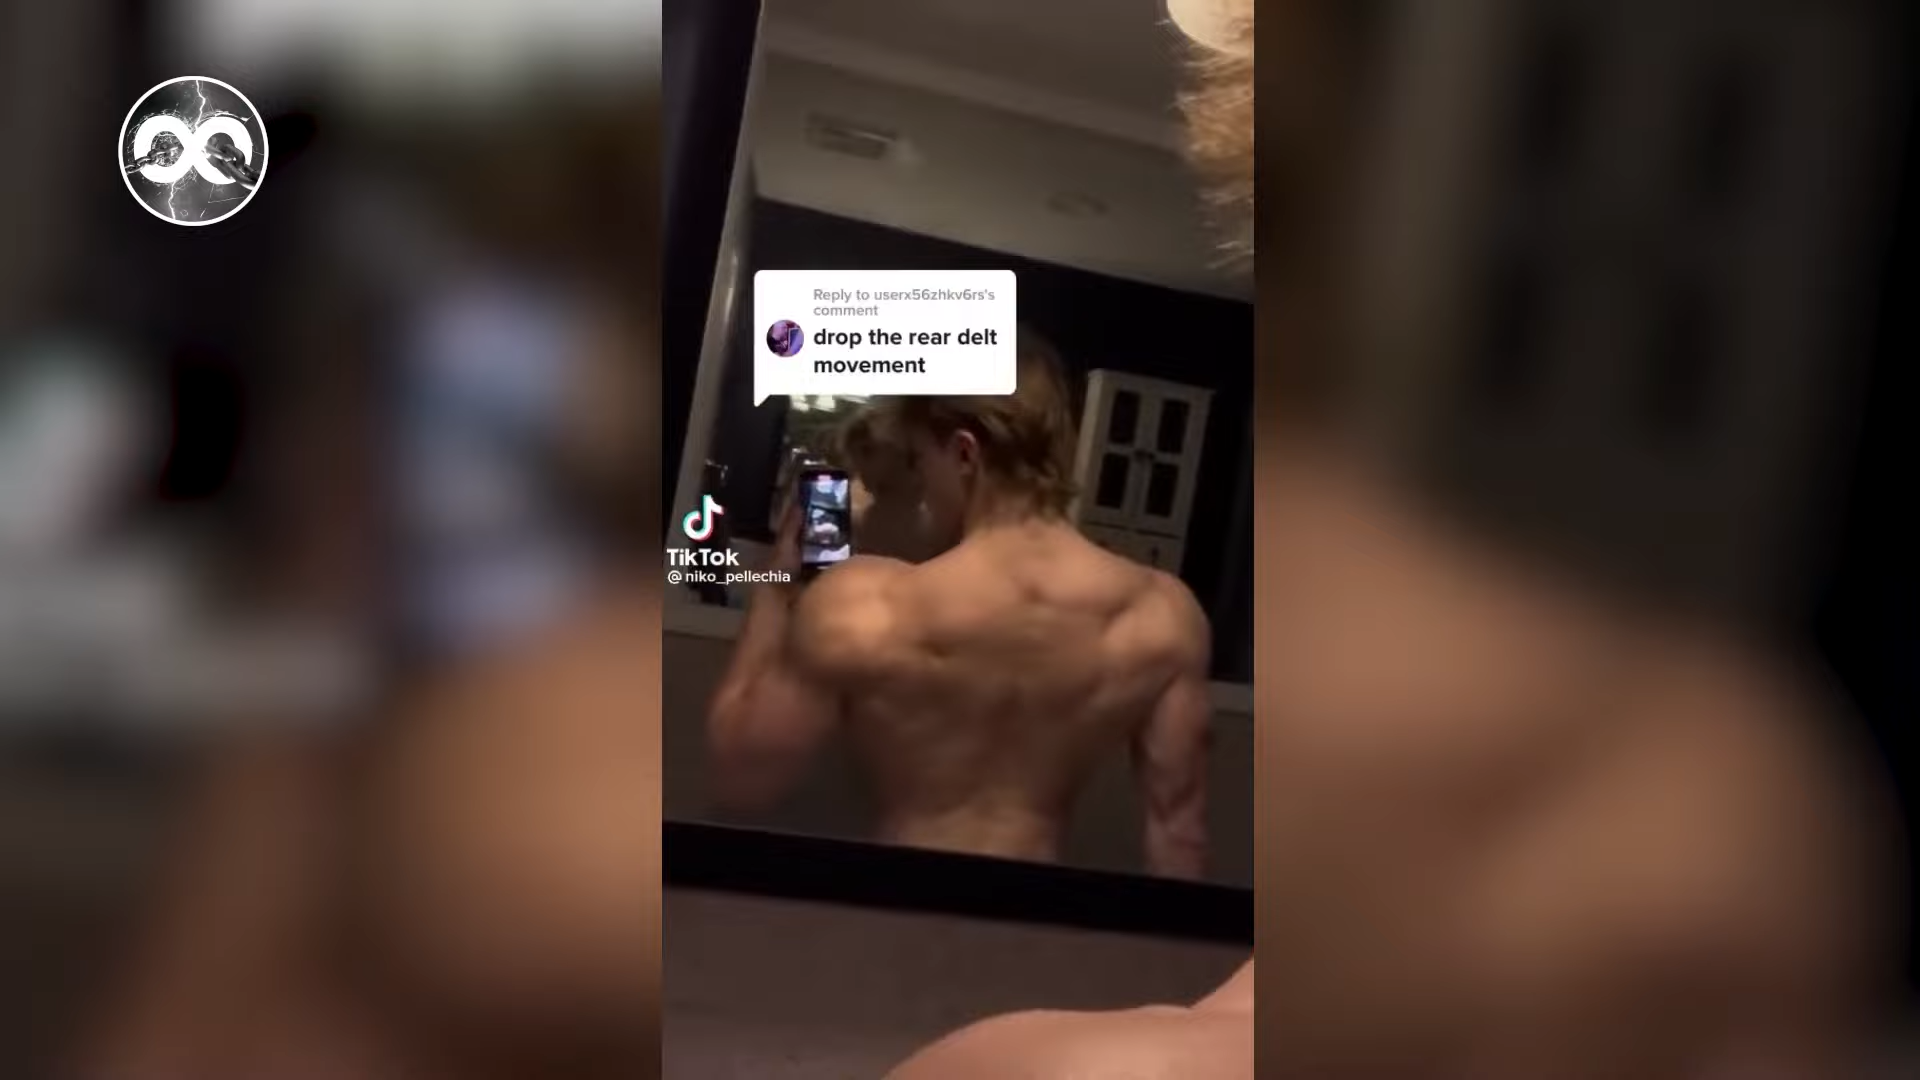 Reply to userx56zhkv6rs's
comment
drop the rear delt
movement
TikTok
@niko_pellechia